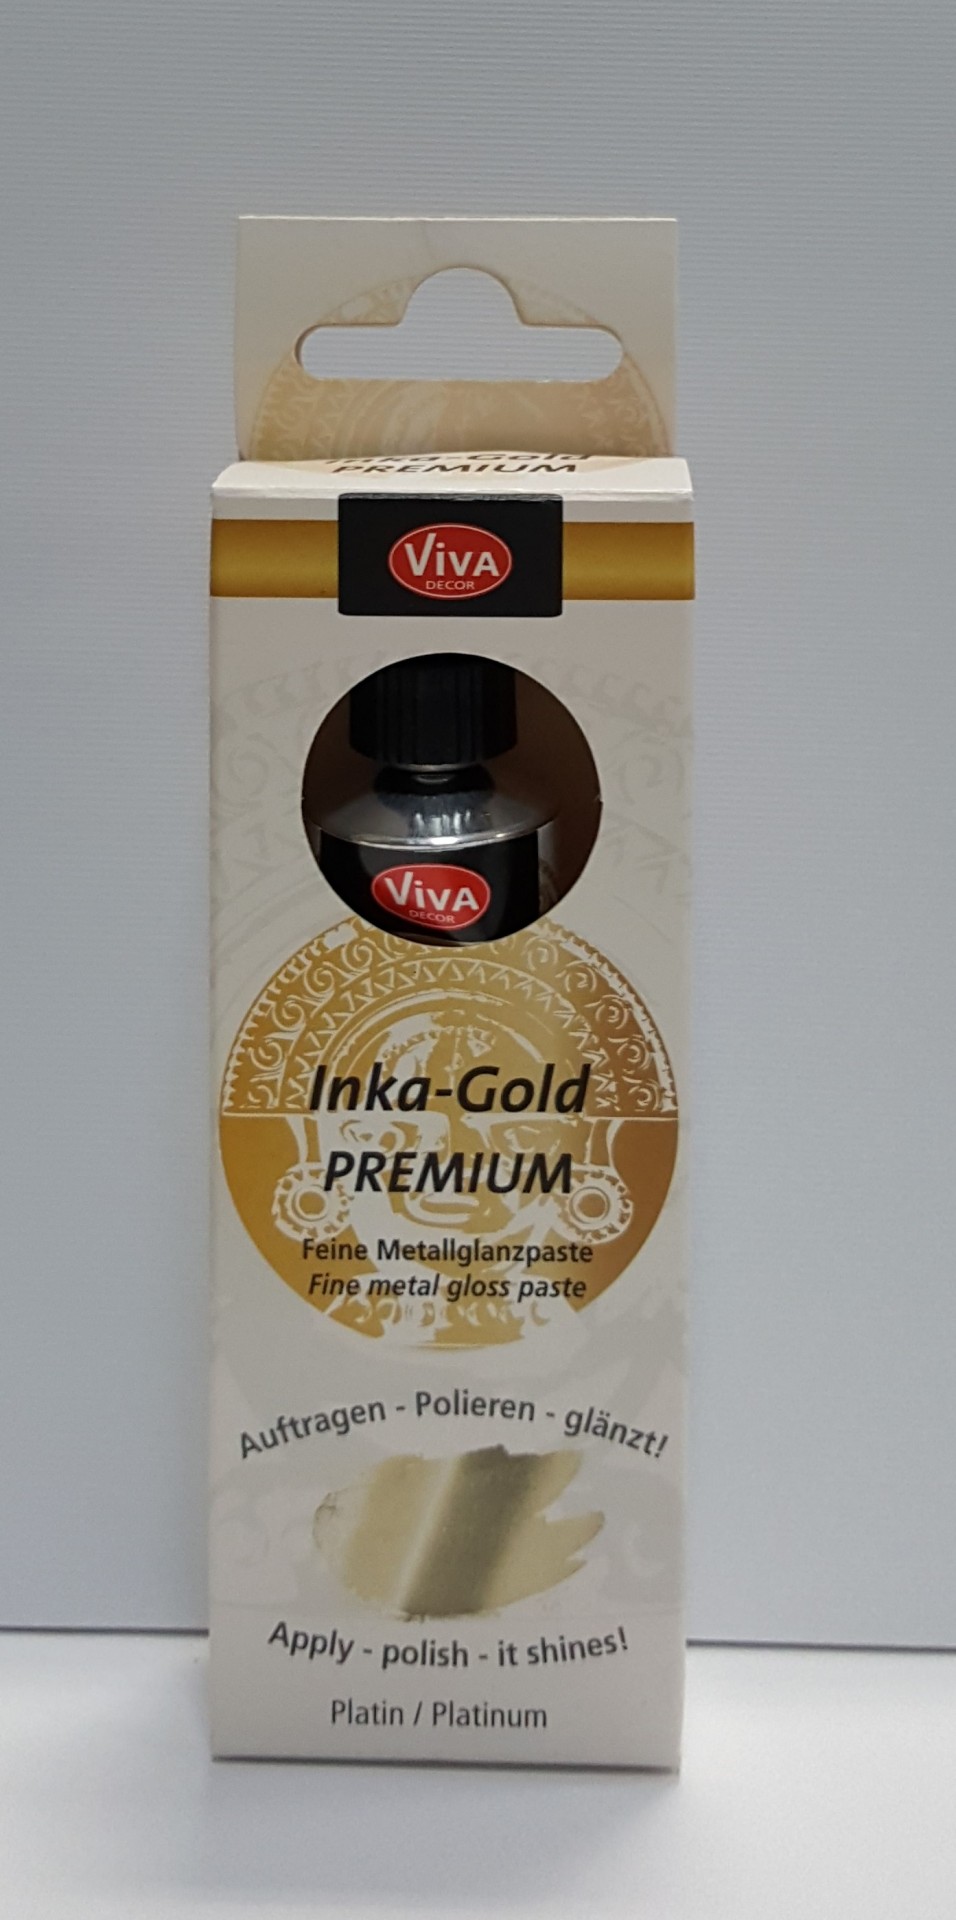 Inka-Gold
PREMIUM
ViVA
DECOR
ViVA
DECOR
Inka-Gold
PREMIUM
Feine Metallglanzpaste
Fine metal gloss paste
Auftragen - Polieren - glänzt!
Apply - polish - it shines!
Platin / Platinum